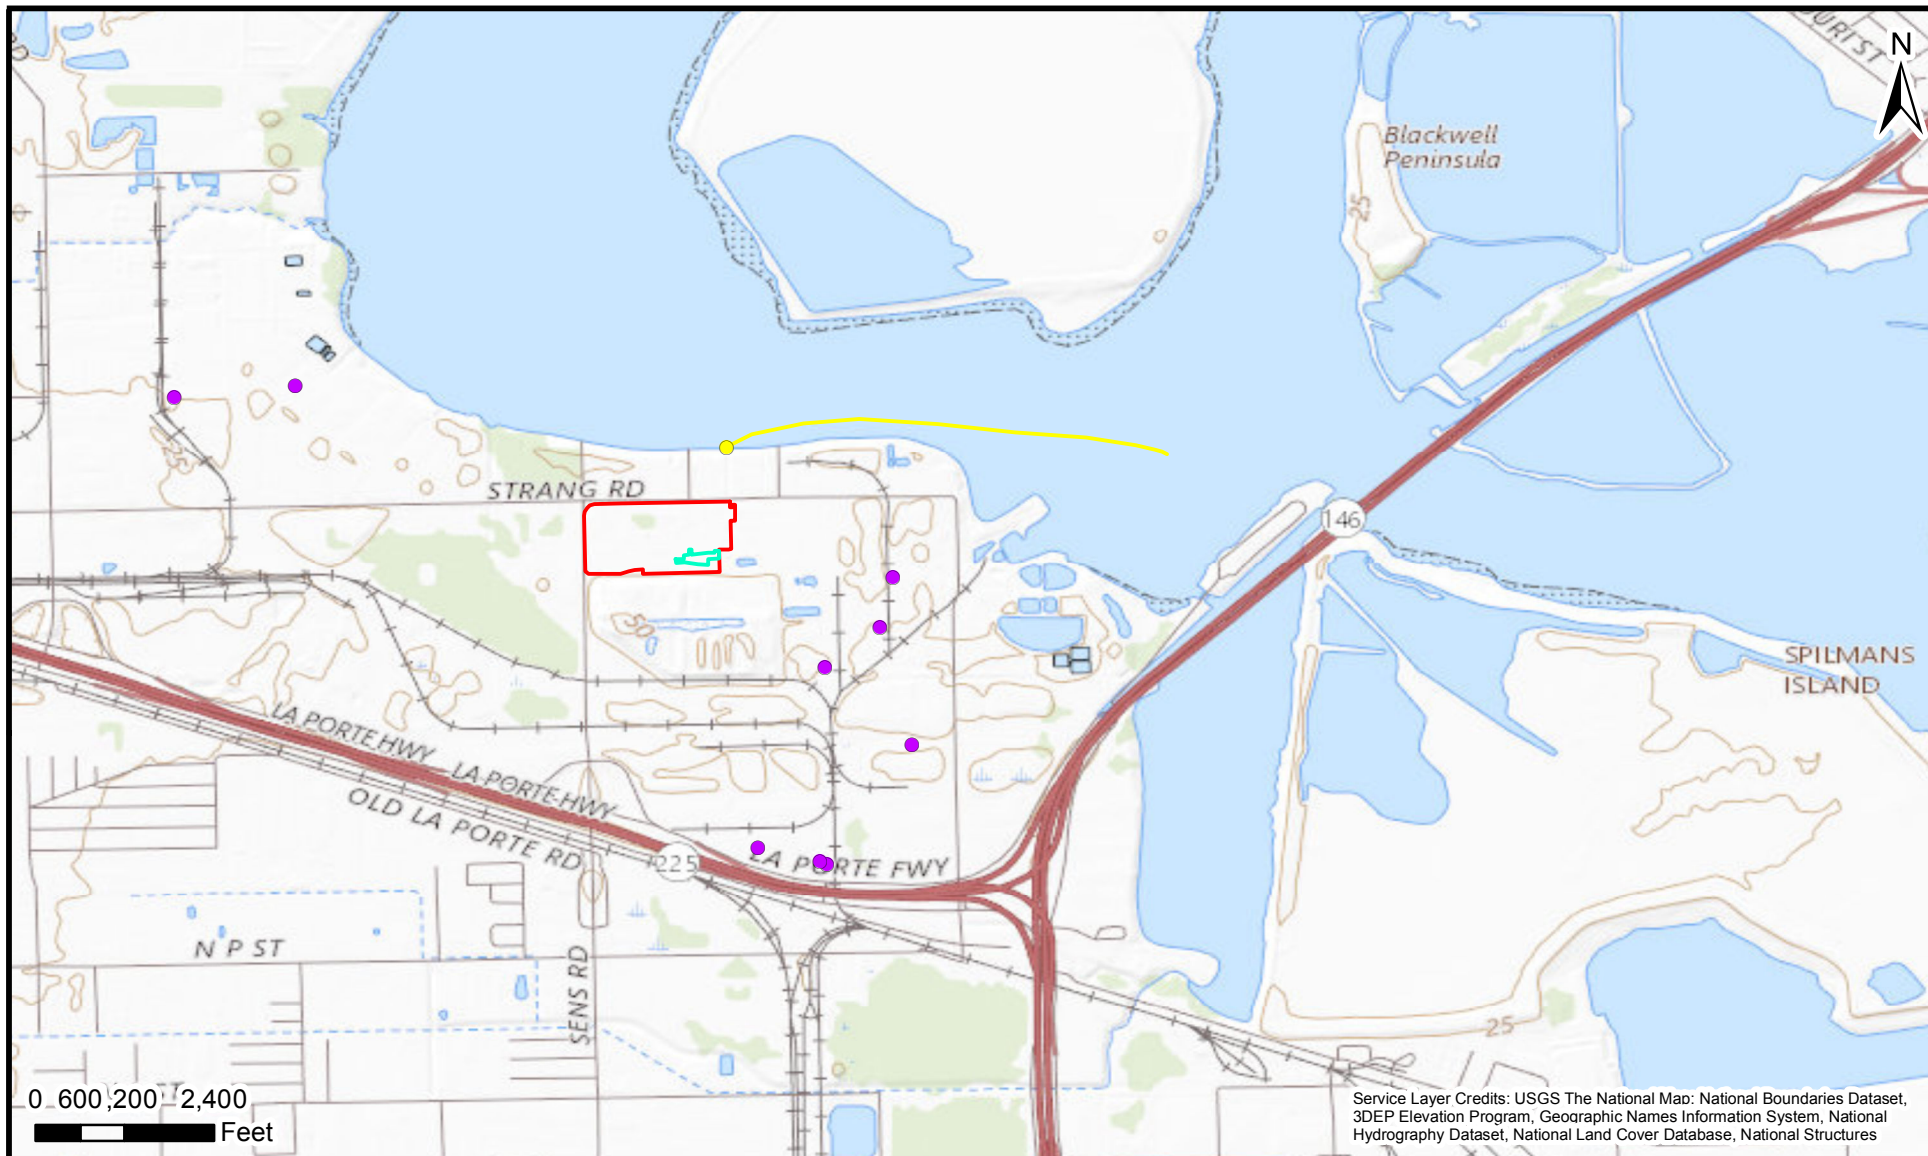 OURI ST
N
Blackwell
Peninsula
25
STRANG RD
146
50
SPILMANS
ISLAND
LA PORTE HWY
LA PORTE HWY
OLD LA PORTE RD
225
LA PORTE FWY
N P ST
SENS RD
25
0 600,200 2,400
Feet
Service Layer Credits: USGS The National Map: National Boundaries Dataset,
3DEP Elevation Program, Geographic Names Information System, National
Hydrography Dataset, National Land Cover Database, National Structures